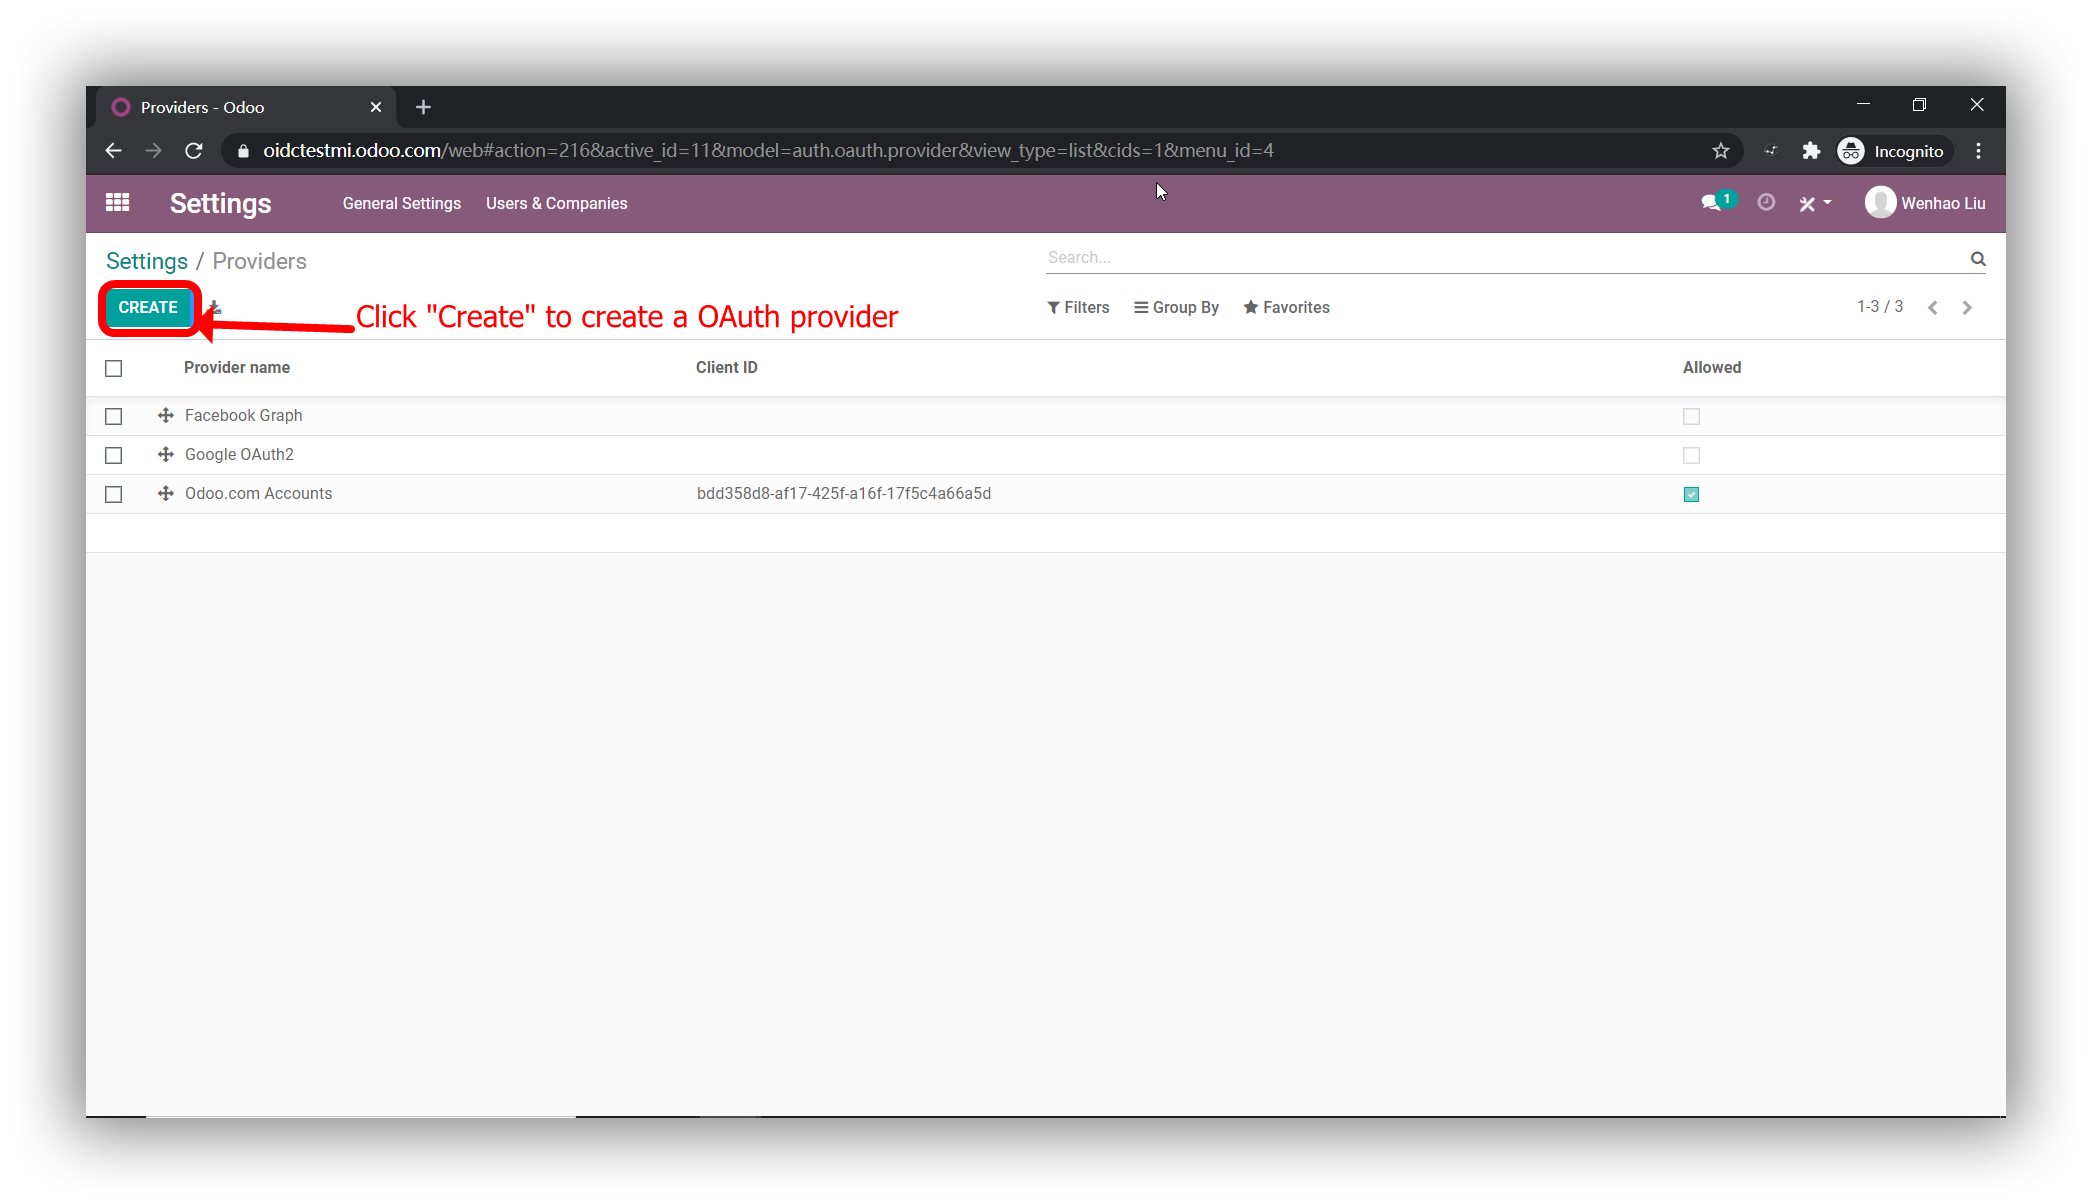 Providers - Odoo
oidctestmi.odoo.com/web#action=216&active_id=11&model=auth.oauth.provider&view_type=list&cids=1&menu_id=4
Incognito
Settings General Settings Users & Companies 1 Wenhao Liu
Settings / Providers Search...
CREATE Click "Create" to create a OAuth provider Filters Group By Favorites 1-3 / 3
Provider name Client ID Allowed
Facebook Graph
Google OAuth2
Odoo.com Accounts bdd358d8-af17-425f-a16f-17f5c4a66a5d